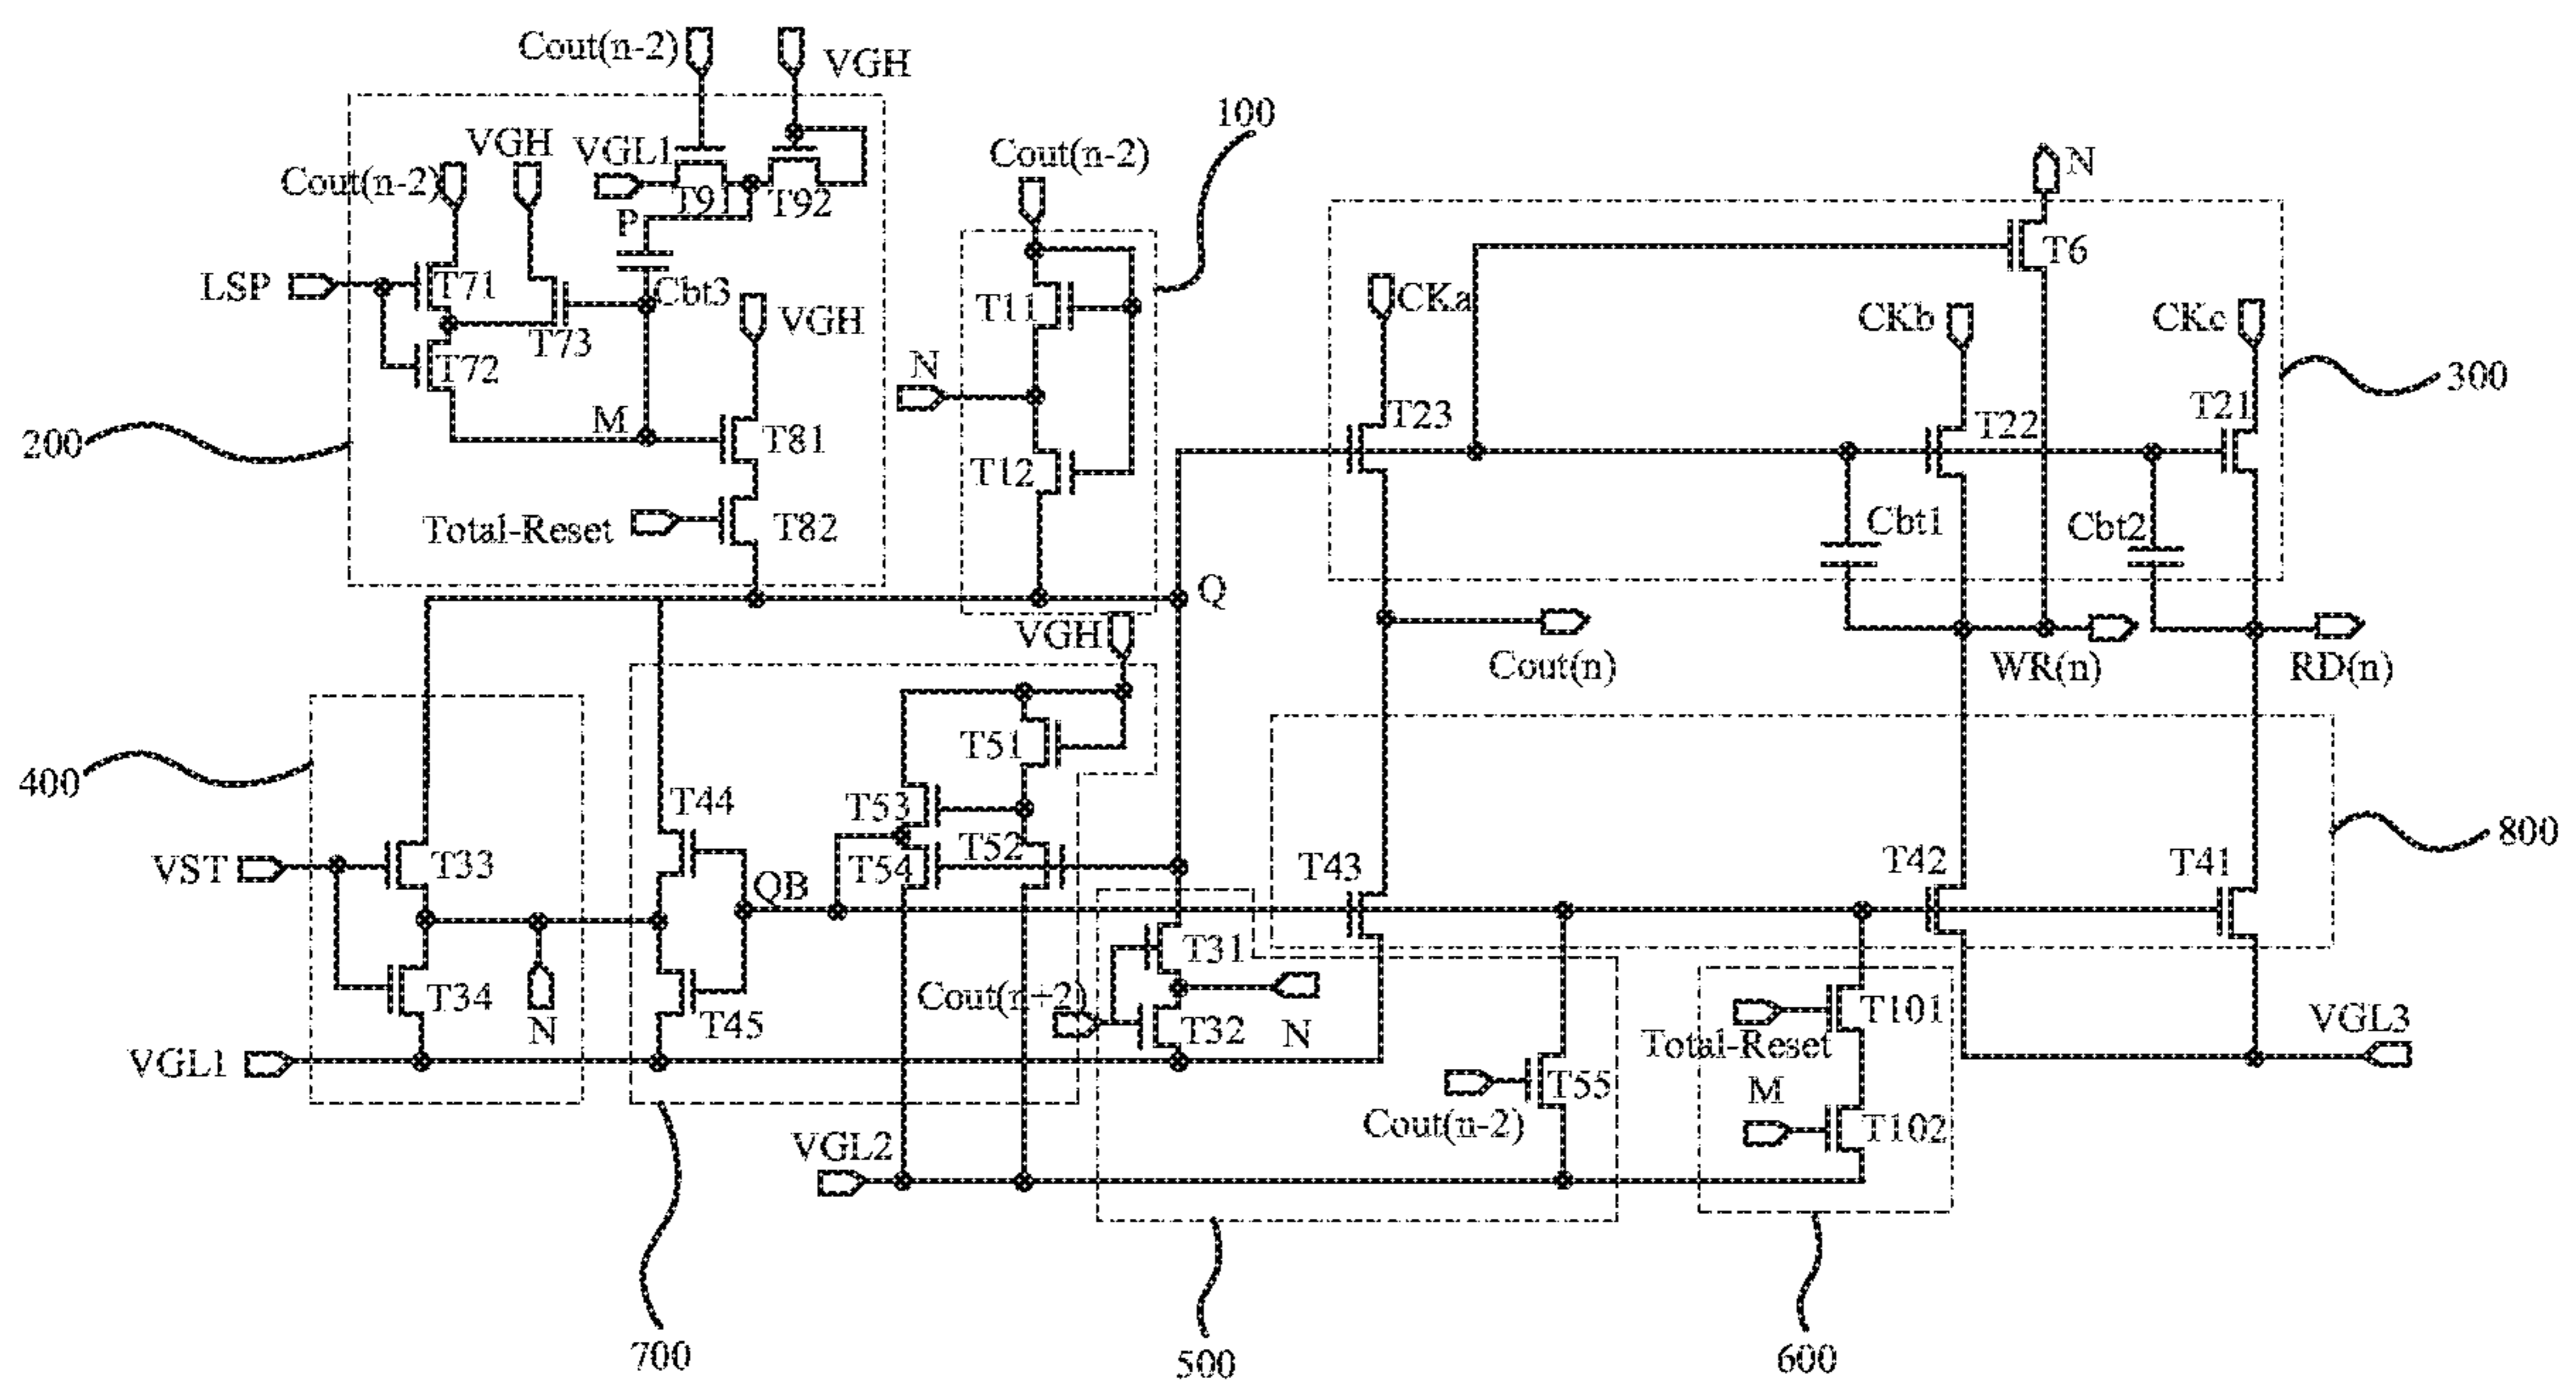 Cout(n-2)
VGH
100
VGH
VGL1
Cout(n-2)
N
Cout(n-2)
T91
T92
P
T6
LSP
T71
Cbt3
CKa
T11
VGH
CKb
CKc
T73
T72
N
300
M
T23
T22
T21
200
T81
T12
Total-Reset
T82
Cbt1
Cbt2
Q
VGH
Cout(n)
WR(n)
RD(n)
400
T51
T44
T53
800
VST
T33
T54
T52
T43
T42
T41
QB
T31
T34
Cout(n+2)
T101
N
T45
T32
N
VGL3
Total-Reset
VGL1
T55
M
Cout(n-2)
T102
VGL2
700
500
600